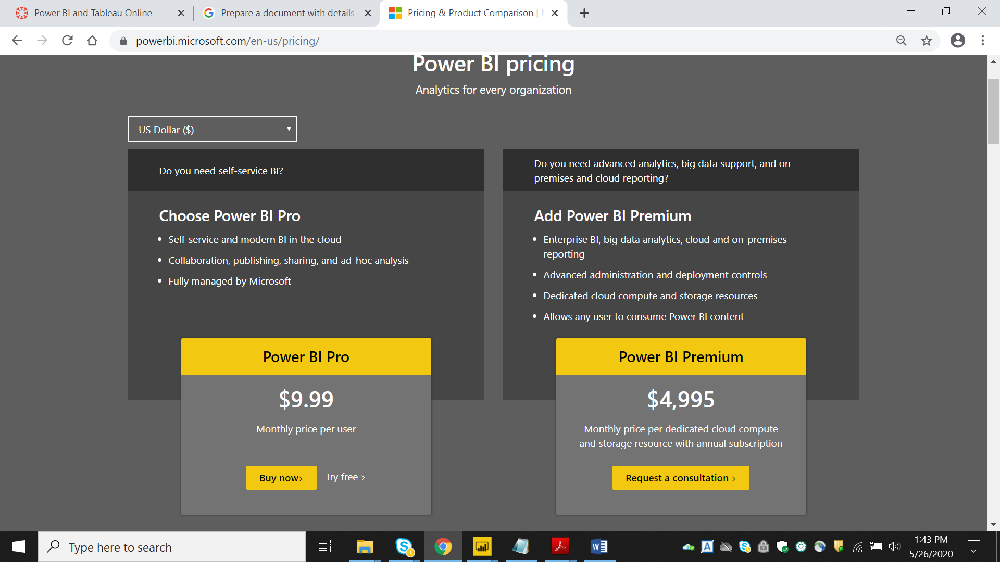 Power BI and Tableau Online
Prepare a document with details
Pricing & Product Comparison |
powerbi.microsoft.com/en-us/pricing/
Power BI pricing
Analytics for every organization
US Dollar ($)
Do you need self-service BI?
Choose Power BI Pro
• Self-service and modern BI in the cloud
• Collaboration, publishing, sharing, and ad-hoc analysis
• Fully managed by Microsoft
Power BI Pro
$9.99
Monthly price per user
Buy now›
Try free ›
Do you need advanced analytics, big data support, and on-
premises and cloud reporting?
Add Power BI Premium
• Enterprise BI, big data analytics, cloud and on-premises
reporting
• Advanced administration and deployment controls
• Dedicated cloud compute and storage resources
• Allows any user to consume Power BI content
Power BI Premium
$4,995
Monthly price per dedicated cloud compute
and storage resource with annual subscription
Request a consultation ›
Type here to search
1:43 PM
5/26/2020